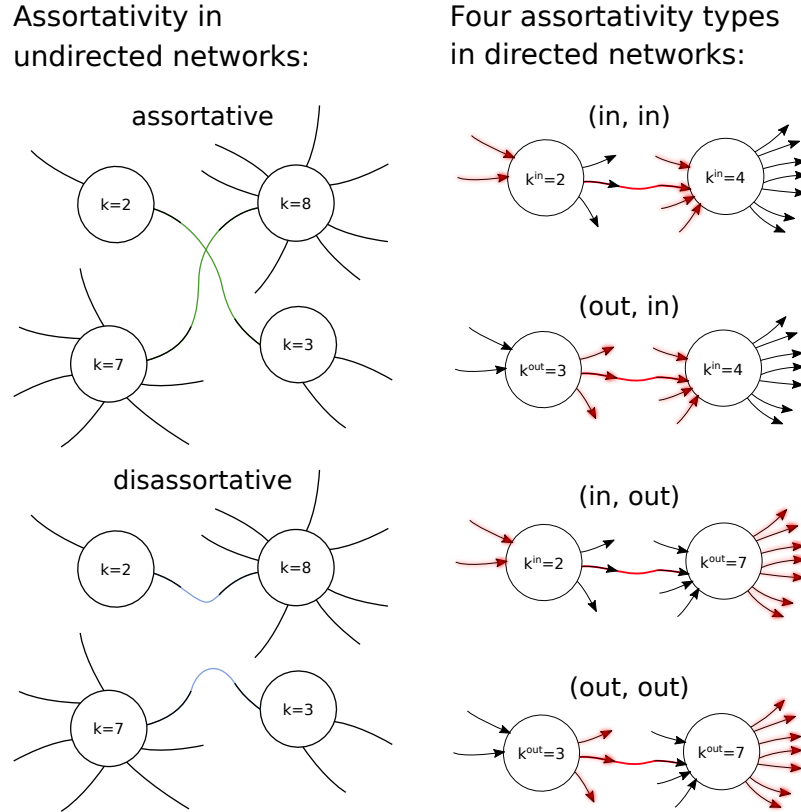 Assortativity in
undirected networks:
assortative
k=2
k=8
k=7
k=3
disassortative
k=2
k=8
k=7
k=3
Four assortativity types
in directed networks:
(in, in)
kⁱⁿ=2
kⁱⁿ=4
(out, in)
kᵒᵘᵗ=3
kⁱⁿ=4
(in, out)
kⁱⁿ=2
kᵒᵘᵗ=7
(out, out)
kᵒᵘᵗ=3
kᵒᵘᵗ=7